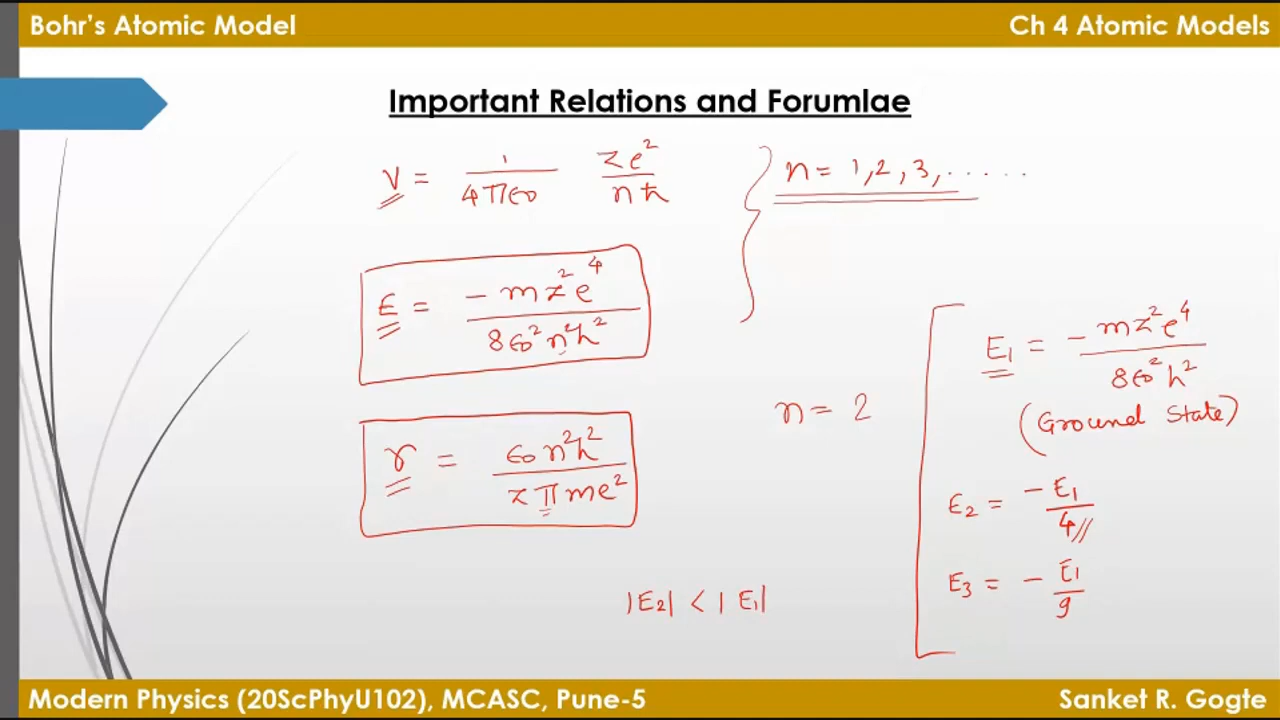 Bohr's Atomic Model
Ch 4 Atomic Models
Important Relations and Forumlae
v = 1/4πε0 ze²/nħ
n = 1, 2, 3, ......
E = -mz²e⁴/8ε0²n²h²
r = ε0n²h²/zπme²
n = 2
E1 = -mz²e⁴/8ε0²h²
(Ground State)
E2 = -E1/4
E3 = -E1/9
|E2| < |E1|
Modern Physics (20ScPhyU102), MCASC, Pune-5
Sanket R. Gogte